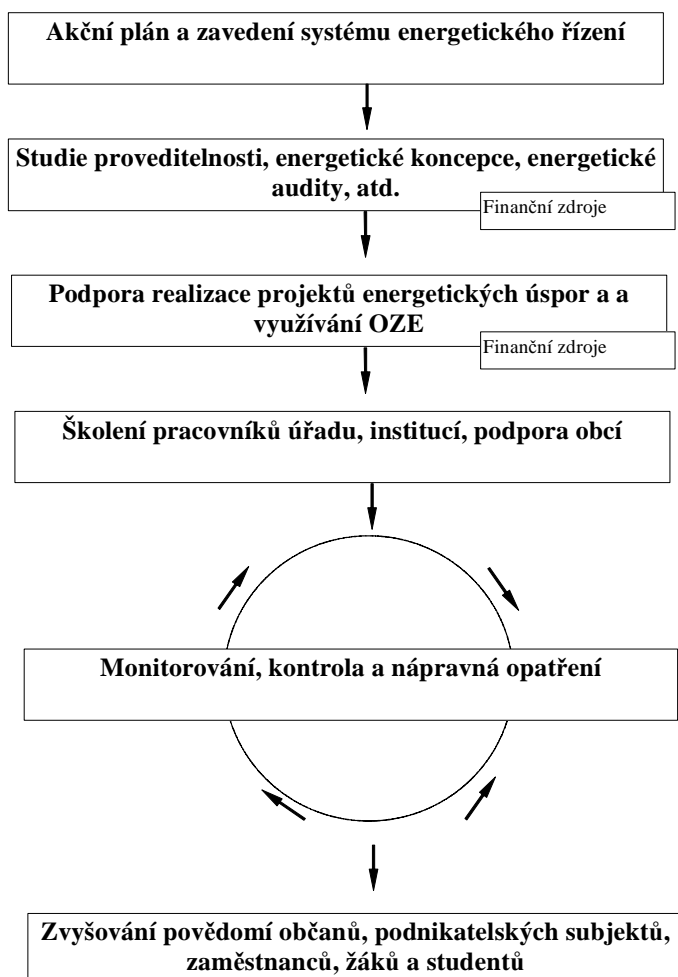 Akční plán a zavedení systému energetického řízení
Studie proveditelnosti, energetické koncepce, energetické
audity, atd.
Finanční zdroje
Podpora realizace projektů energetických úspor a a
využívání OZE
Finanční zdroje
Školení pracovníků úřadu, institucí, podpora obcí
Monitorování, kontrola a nápravná opatření
Zvyšování povědomí občanů, podnikatelských subjektů,
zaměstnanců, žáků a studentů